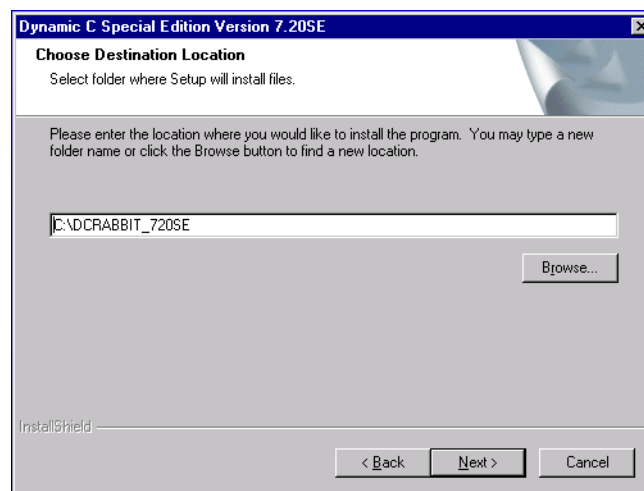 Dynamic C Special Edition Version 7.20SE
Choose Destination Location
Select folder where Setup will install files.
Please enter the location where you would like to install the program. You may type a new
folder name or click the Browse button to find a new location.
C:\DCRABBIT_720SE
Browse...
InstallShield
< Back
Next >
Cancel